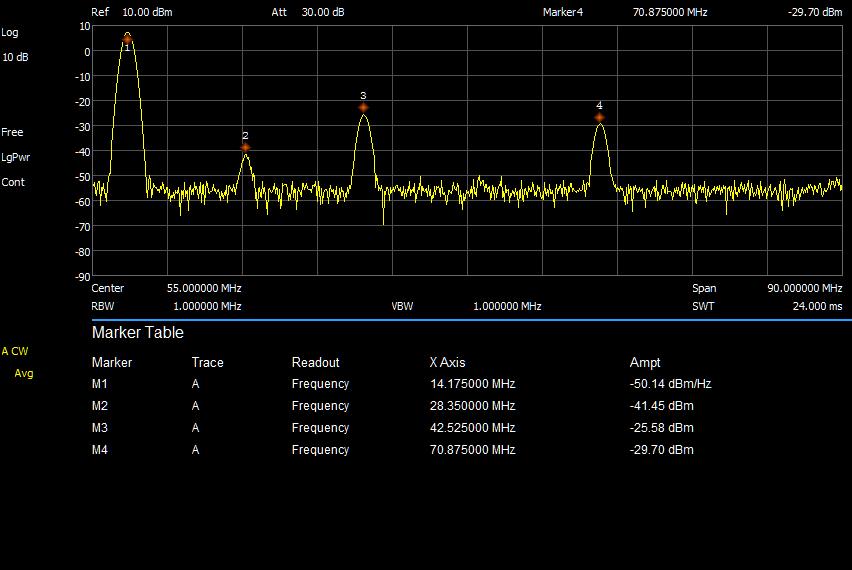 Ref 10.00 dBm Att 30.00 dB Marker4 70.875000 MHz -29.70 dBm
Log 10
10 dB 0
-10
-20
-30
Free -40
LgPwr -50
Cont -60
-70
-80
-90
1
2
3
4
Center 55.000000 MHz Span 90.000000 MHz
RBW 1.000000 MHz VBW 1.000000 MHz SWT 24.000 ms
Marker Table
A CW
Avg
Marker Trace Readout X Axis Ampt
M1 A Frequency 14.175000 MHz -50.14 dBm/Hz
M2 A Frequency 28.350000 MHz -41.45 dBm
M3 A Frequency 42.525000 MHz -25.58 dBm
M4 A Frequency 70.875000 MHz -29.70 dBm